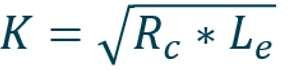 K = √(R_c * L_e)